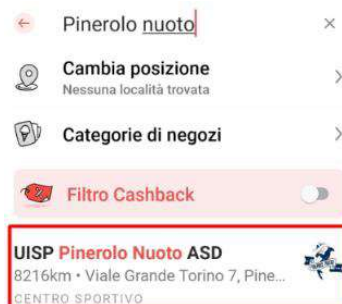 Pinerolo nuoto
Cambia posizione
Nessuna località trovata
Categorie di negozi
Filtro Cashback
UISP Pinerolo Nuoto ASD
8216km • Viale Grande Torino 7, Pine...
CENTRO SPORTIVO